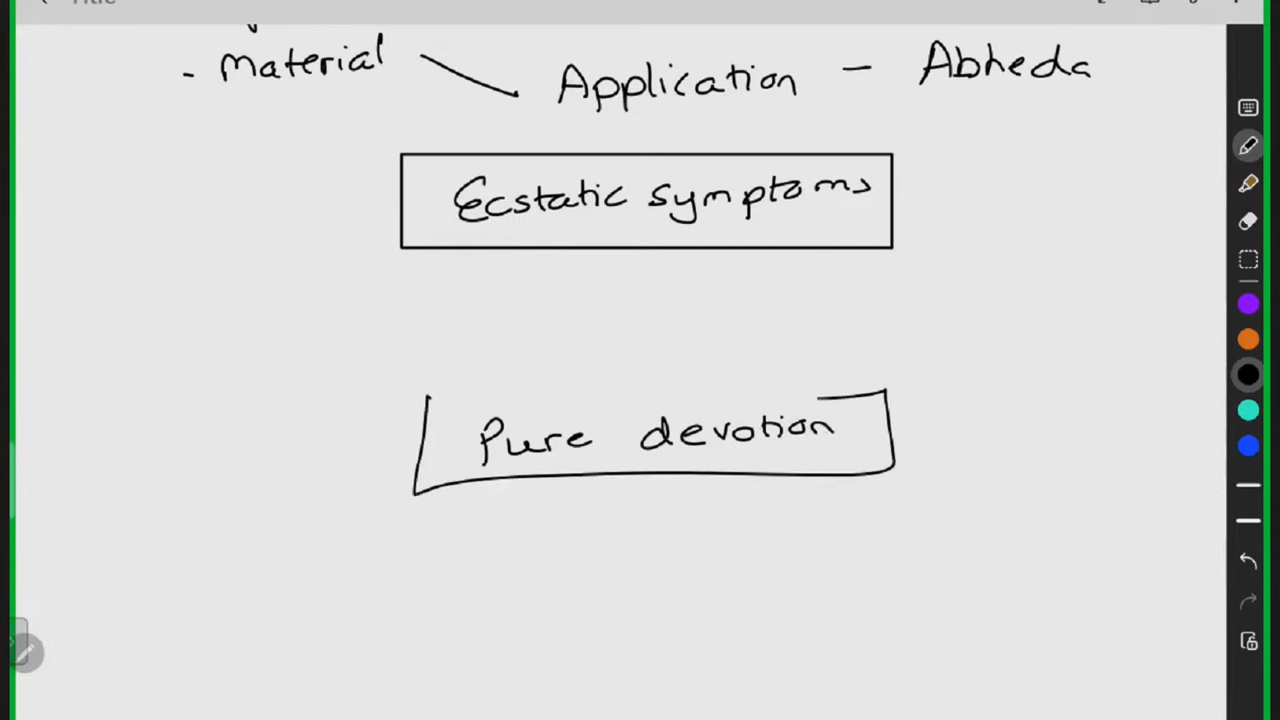 - material
Application - Abheda
Ecstatic symptoms
Pure devotion